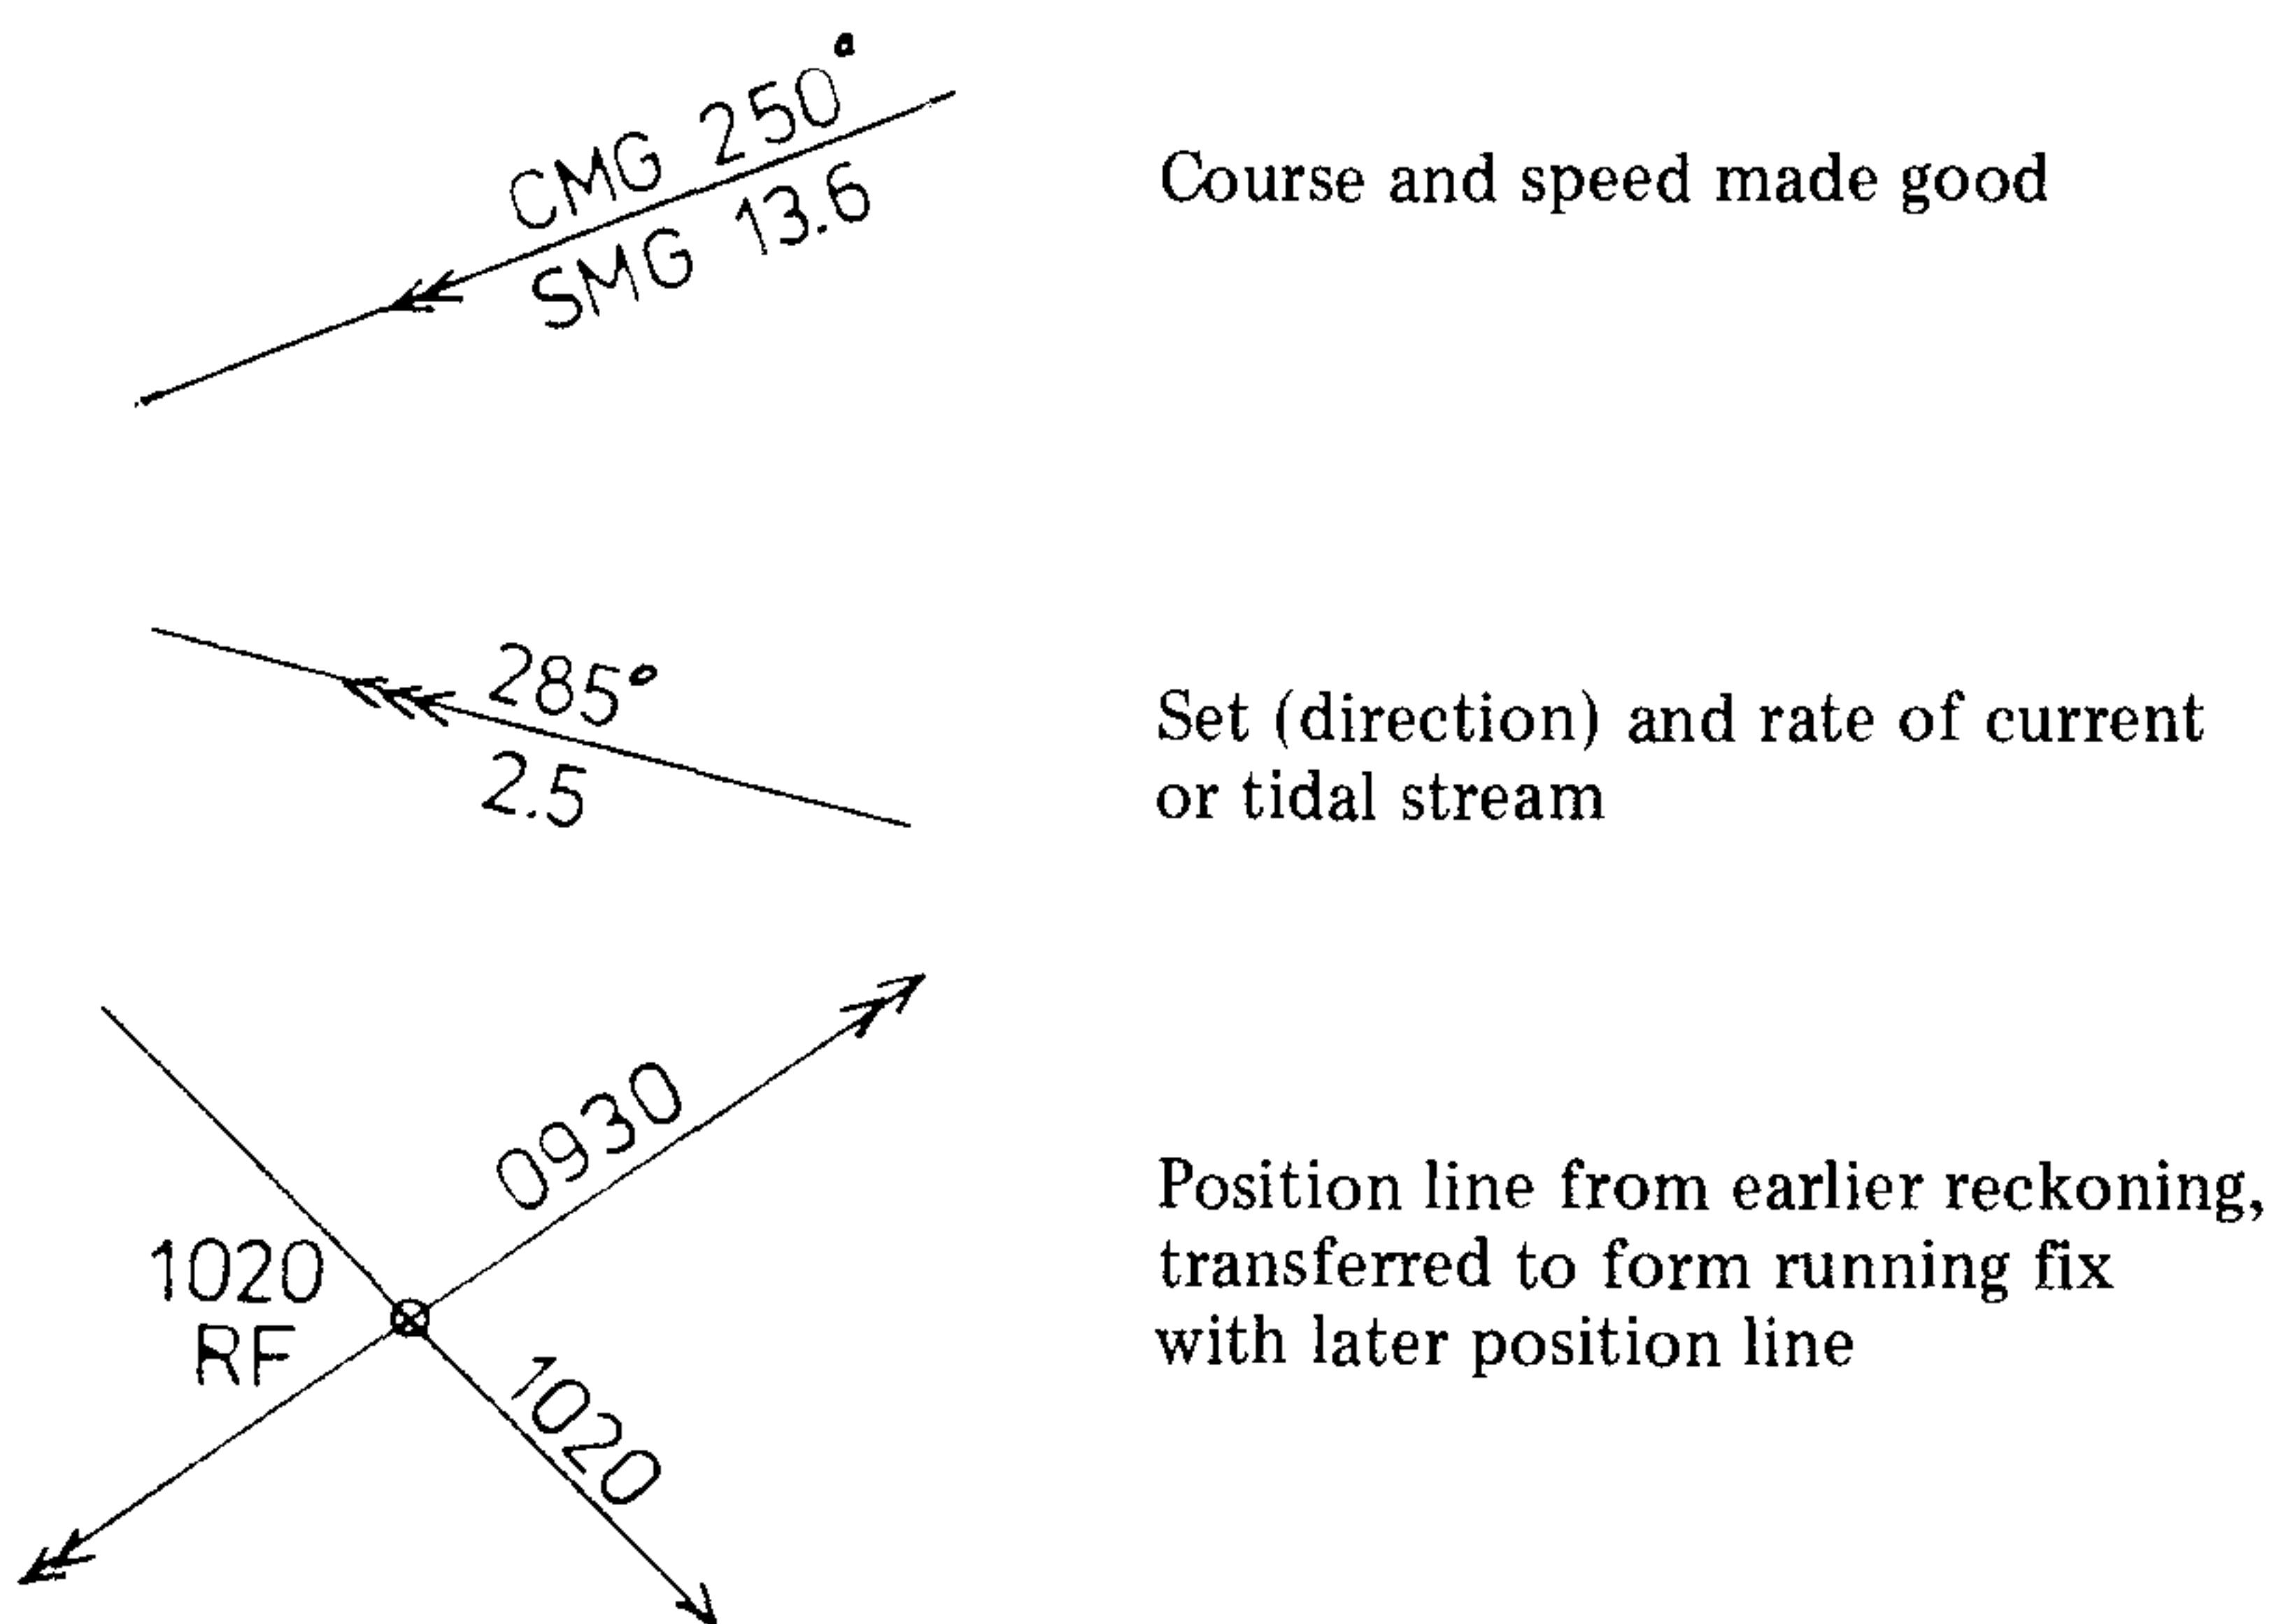 CMG 250°
SMG 13.6
Course and speed made good
285°
2.5
Set (direction) and rate of current
or tidal stream
0930
1020
RF
1020
Position line from earlier reckoning,
transferred to form running fix
with later position line